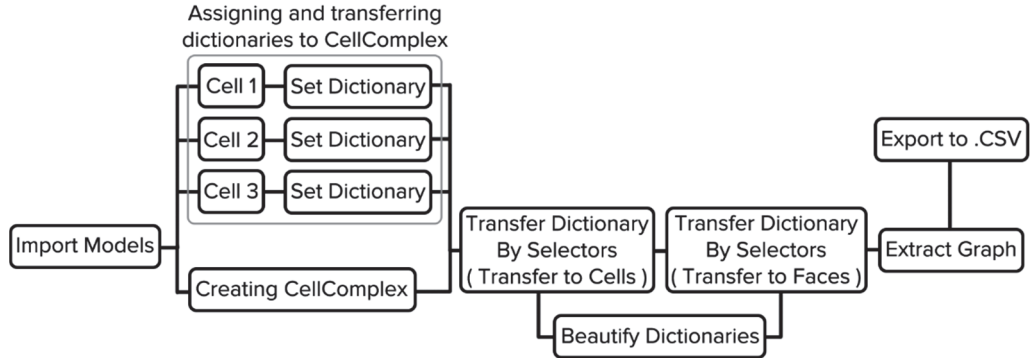 Assigning and transferring
dictionaries to CellComplex
Cell 1
Set Dictionary
Cell 2
Set Dictionary
Cell 3
Set Dictionary
Import Models
Creating CellComplex
Transfer Dictionary
By Selectors
( Transfer to Cells )
Transfer Dictionary
By Selectors
( Transfer to Faces )
Beautify Dictionaries
Extract Graph
Export to .CSV